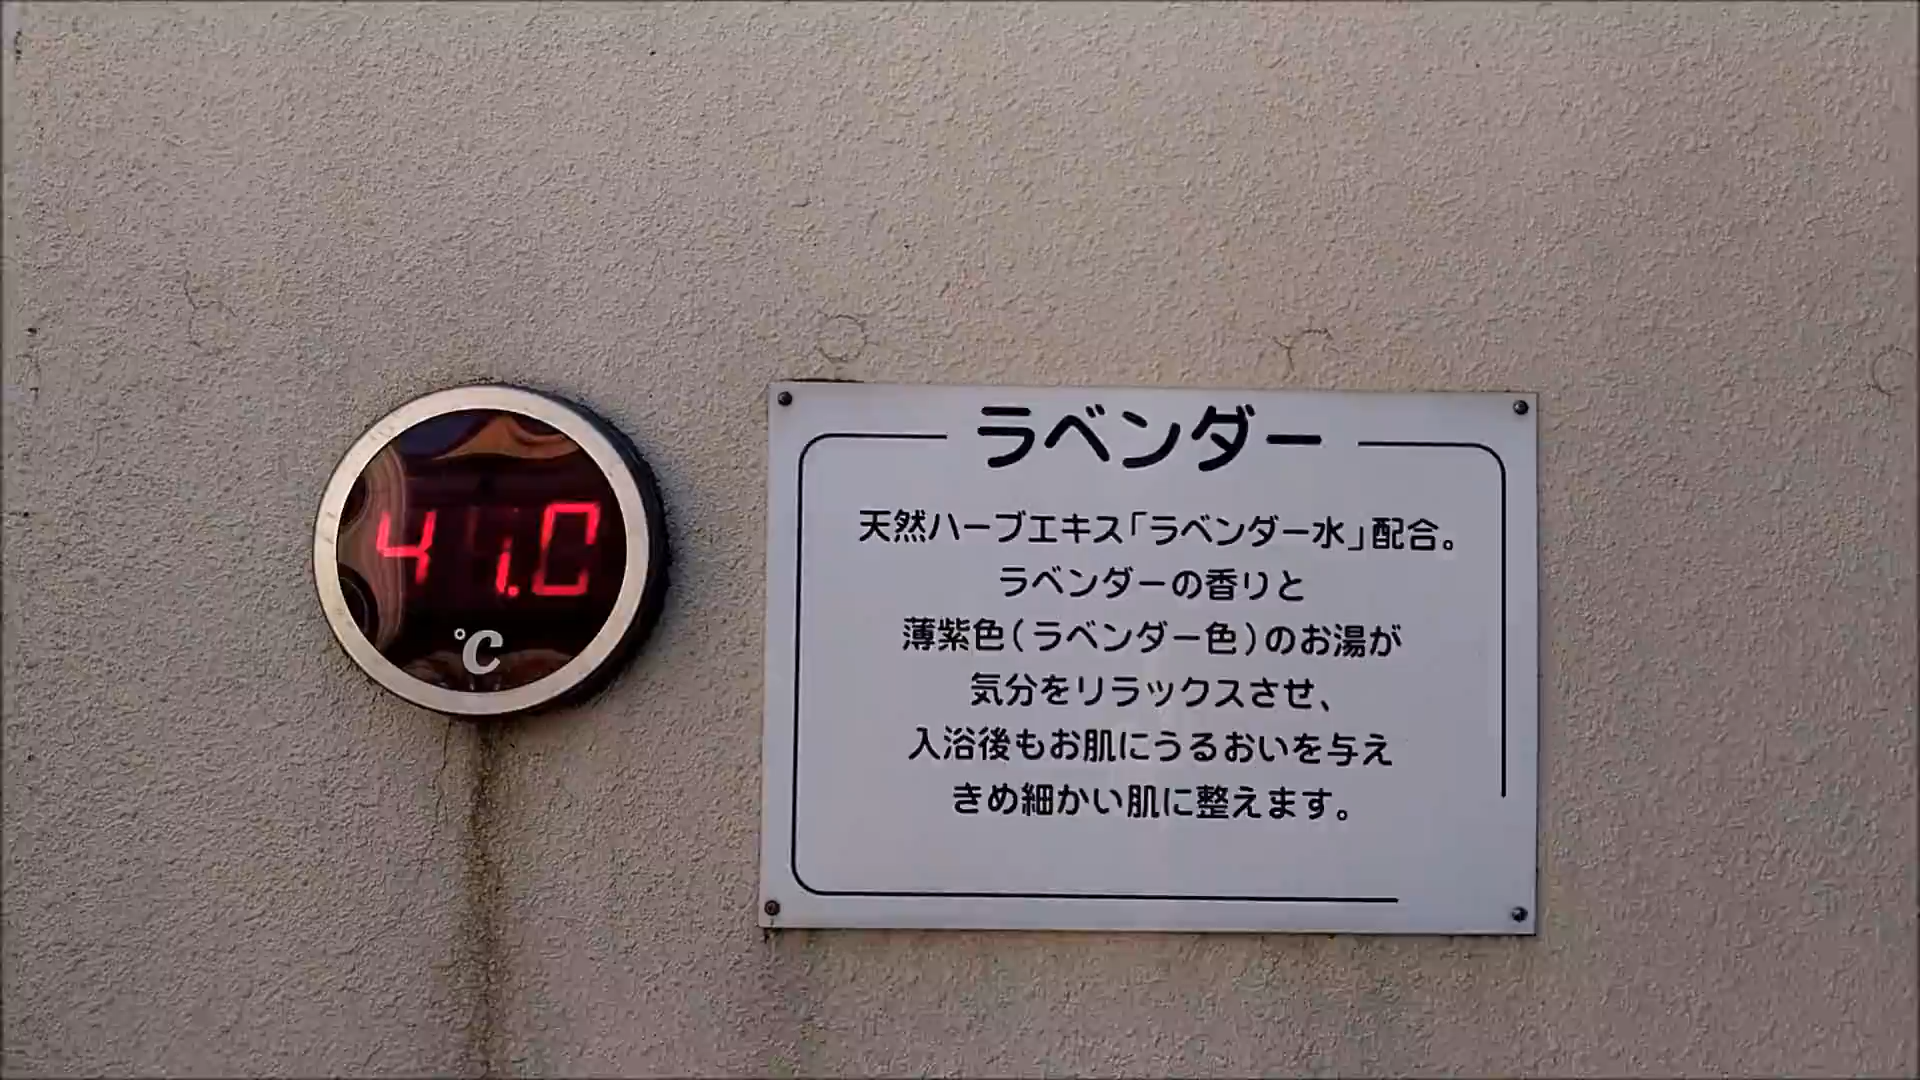 41.0
℃
ラベンダー
天然ハーブエキス「ラベンダー水」配合。
ラベンダーの香りと
薄紫色(ラベンダー色)のお湯が
気分をリラックスさせ、
入浴後もお肌にうるおいを与え
きめ細かい肌に整えます。